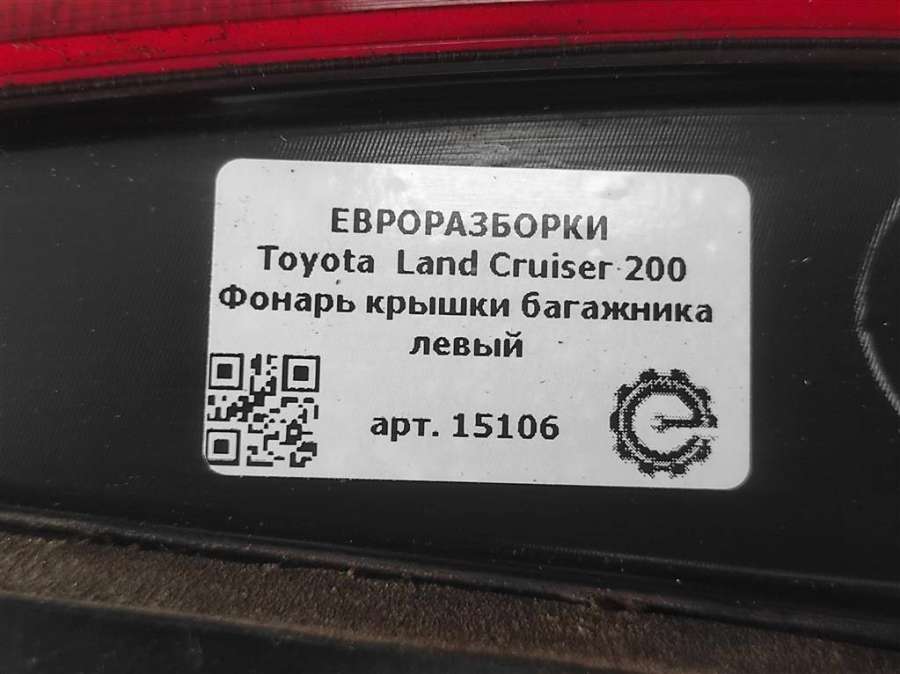 ЕВРОРАЗБОРКИ
Toyota Land Cruiser 200
Фонарь крышки багажника
левый
арт. 15106